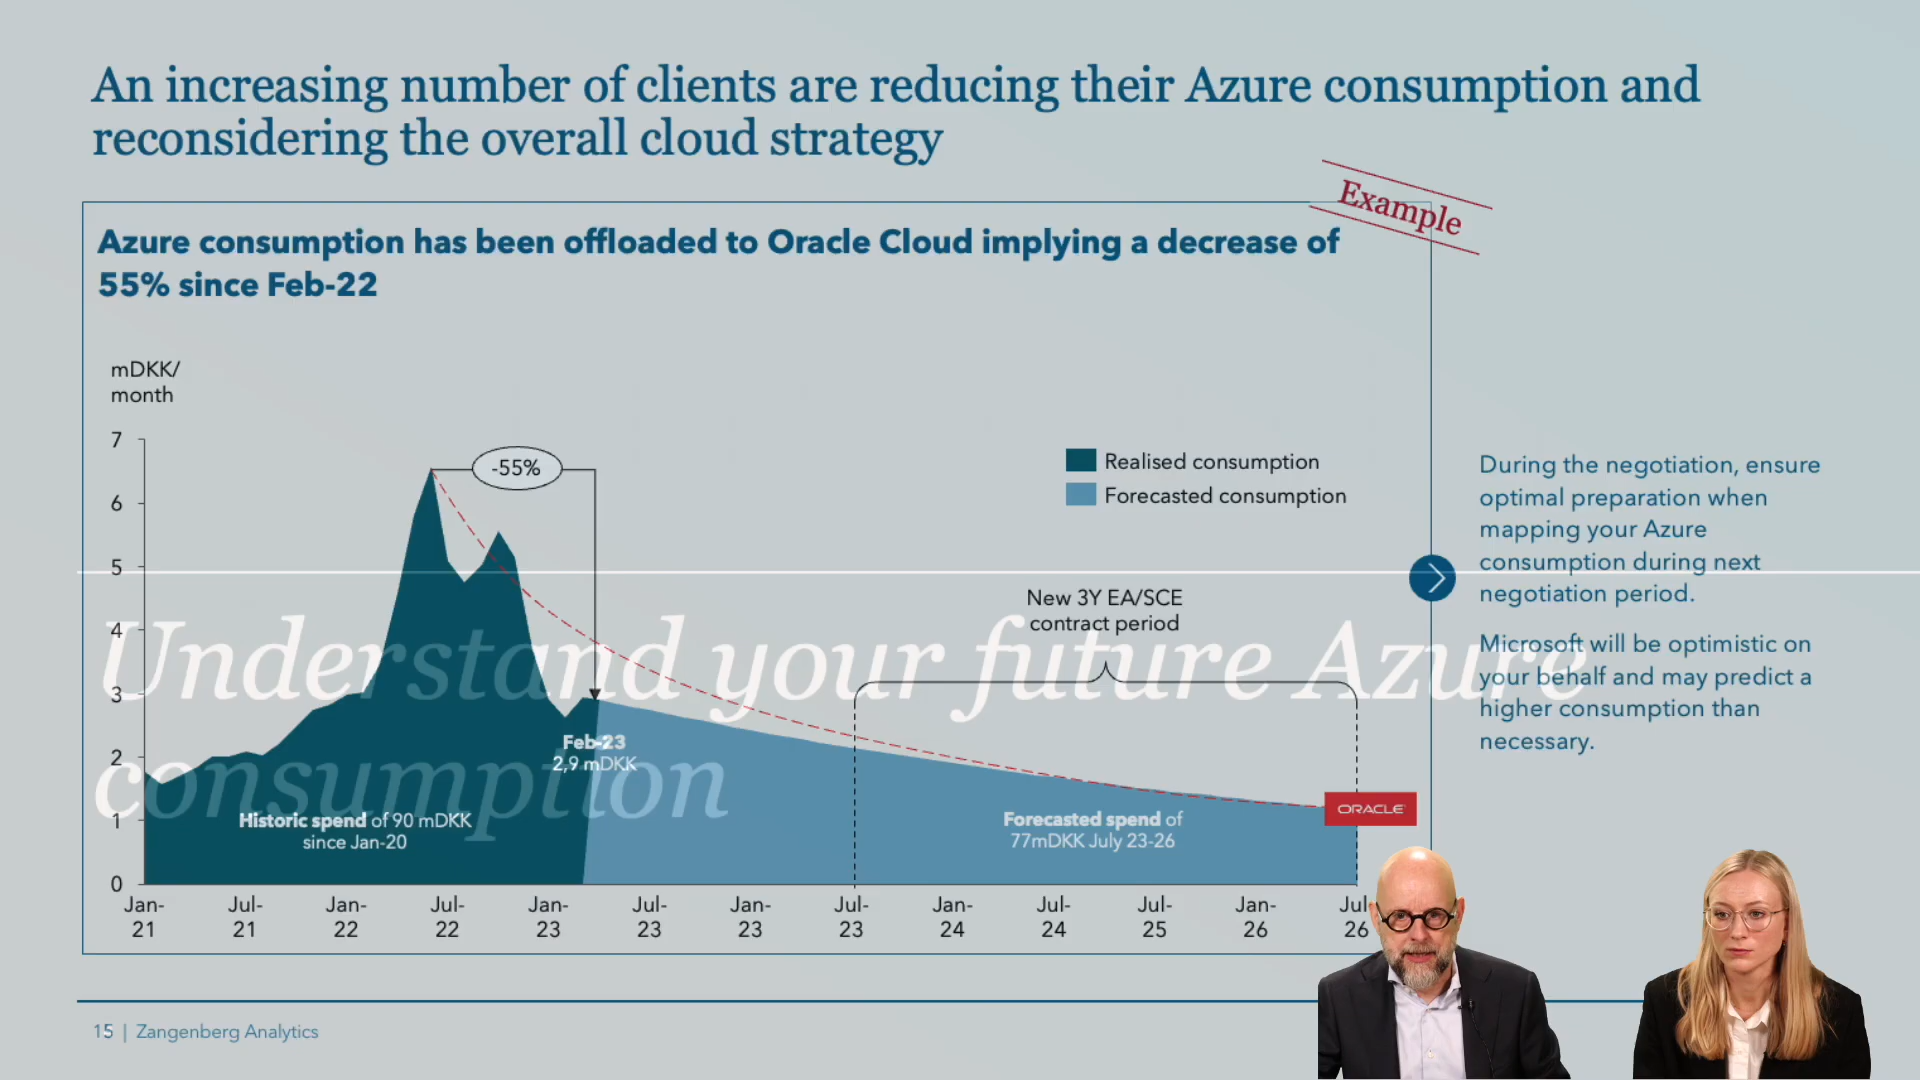 An increasing number of clients are reducing their Azure consumption and
reconsidering the overall cloud strategy
Example
Azure consumption has been offloaded to Oracle Cloud implying a decrease of
55% since Feb-22
mDKK/
month
7
6
5
4
3
2
1
0
-55%
Realised consumption
Forecasted consumption
New 3Y EA/SCE
contract period
Understand your future Azure
consumption
Feb-23
2,9 mDKK
Historic spend of 90 mDKK
since Jan-20
Forecasted spend of
77mDKK July 23-26
ORACLE
Jan-
21
Jul-
21
Jan-
22
Jul-
22
Jan-
23
Jul-
23
Jan-
23
Jul-
23
Jan-
24
Jul-
24
Jul-
25
Jan-
26
Jul-
26
During the negotiation, ensure
optimal preparation when
mapping your Azure
consumption during next
negotiation period.
Microsoft will be optimistic on
your behalf and may predict a
higher consumption than
necessary.
15 | Zangenberg Analytics